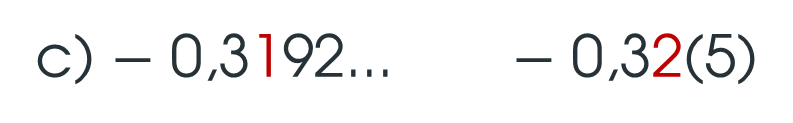 c) – 0,3192... – 0,32(5)